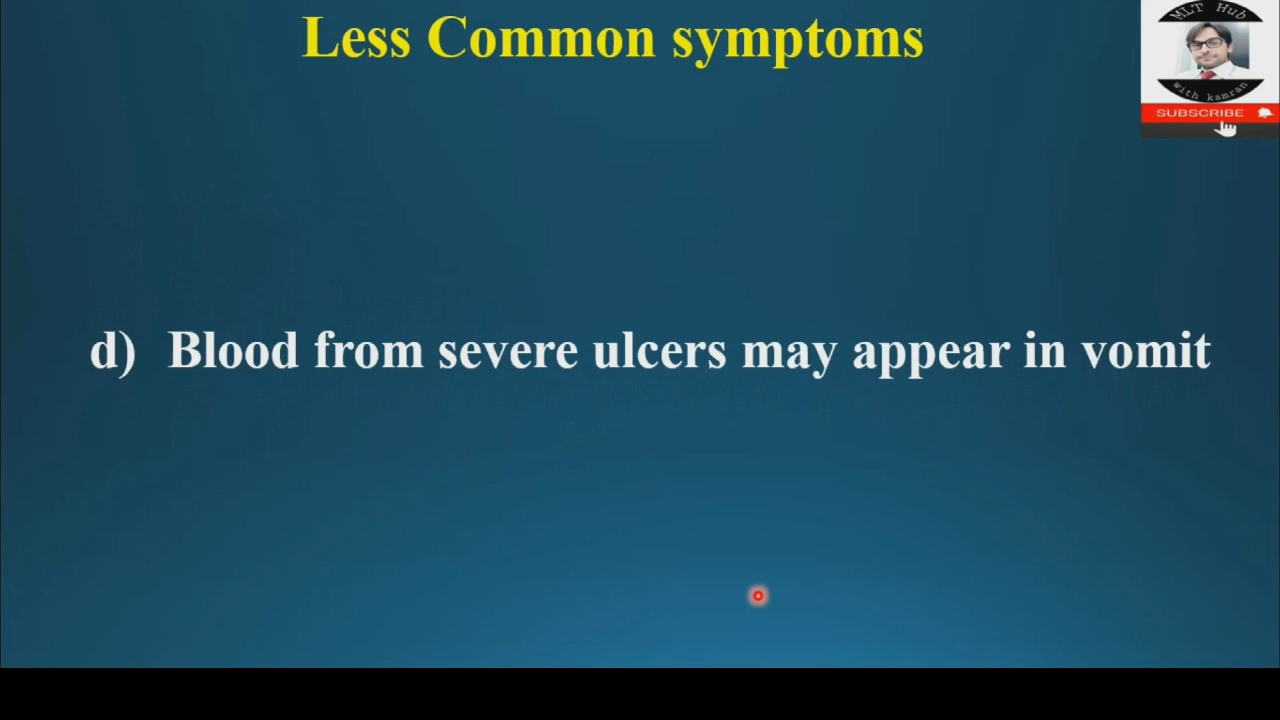 Less Common symptoms
MLT Hub
with kamran
SUBSCRIBE
d) Blood from severe ulcers may appear in vomit